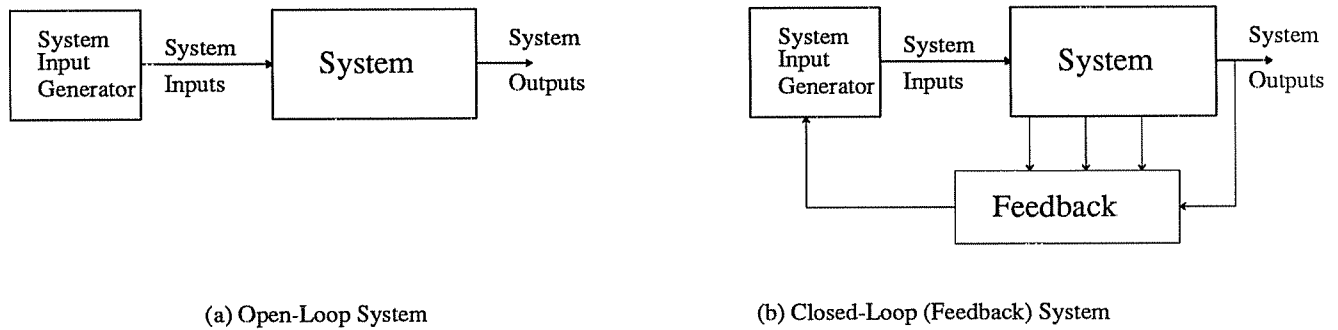 System
Input
Generator
System
Inputs
System
System
Outputs
(a) Open-Loop System
System
Input
Generator
System
Inputs
System
System
Outputs
Feedback
(b) Closed-Loop (Feedback) System